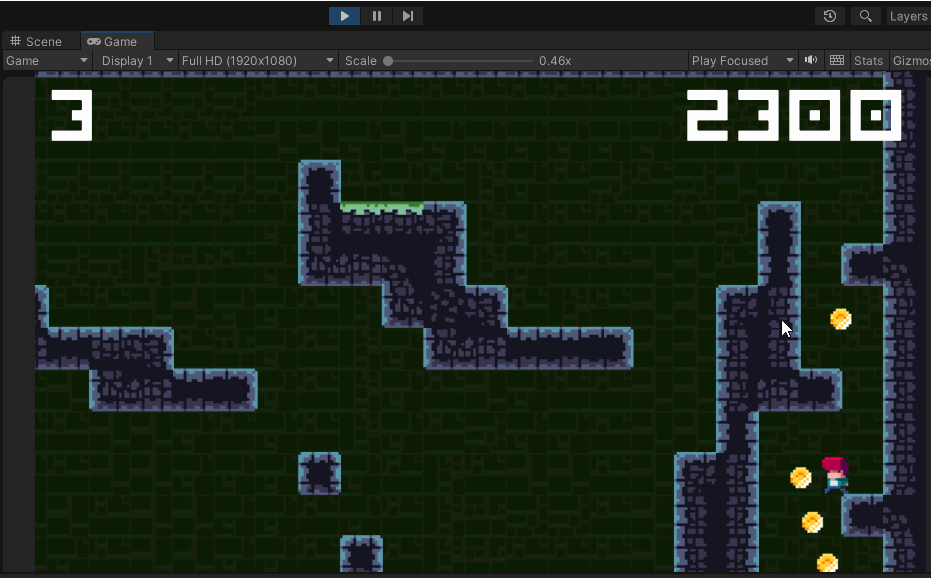 Layers
Scene Game
Game Display 1 Full HD (1920x1080) Scale 0.46x Play Focused Stats Gizmos
3 2300